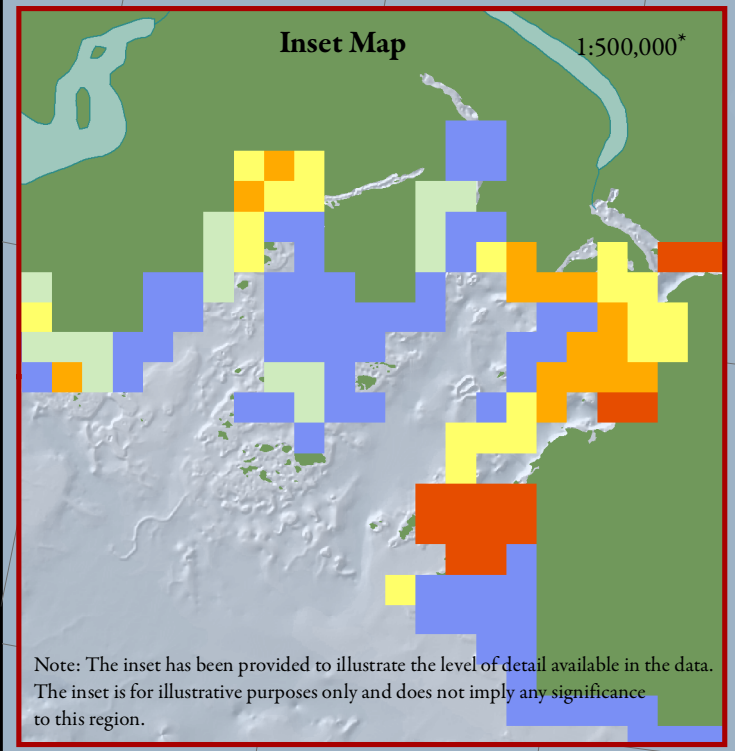 Inset Map
1:500,000*
Note: The inset has been provided to illustrate the level of detail available in the data.
The inset is for illustrative purposes only and does not imply any significance
to this region.